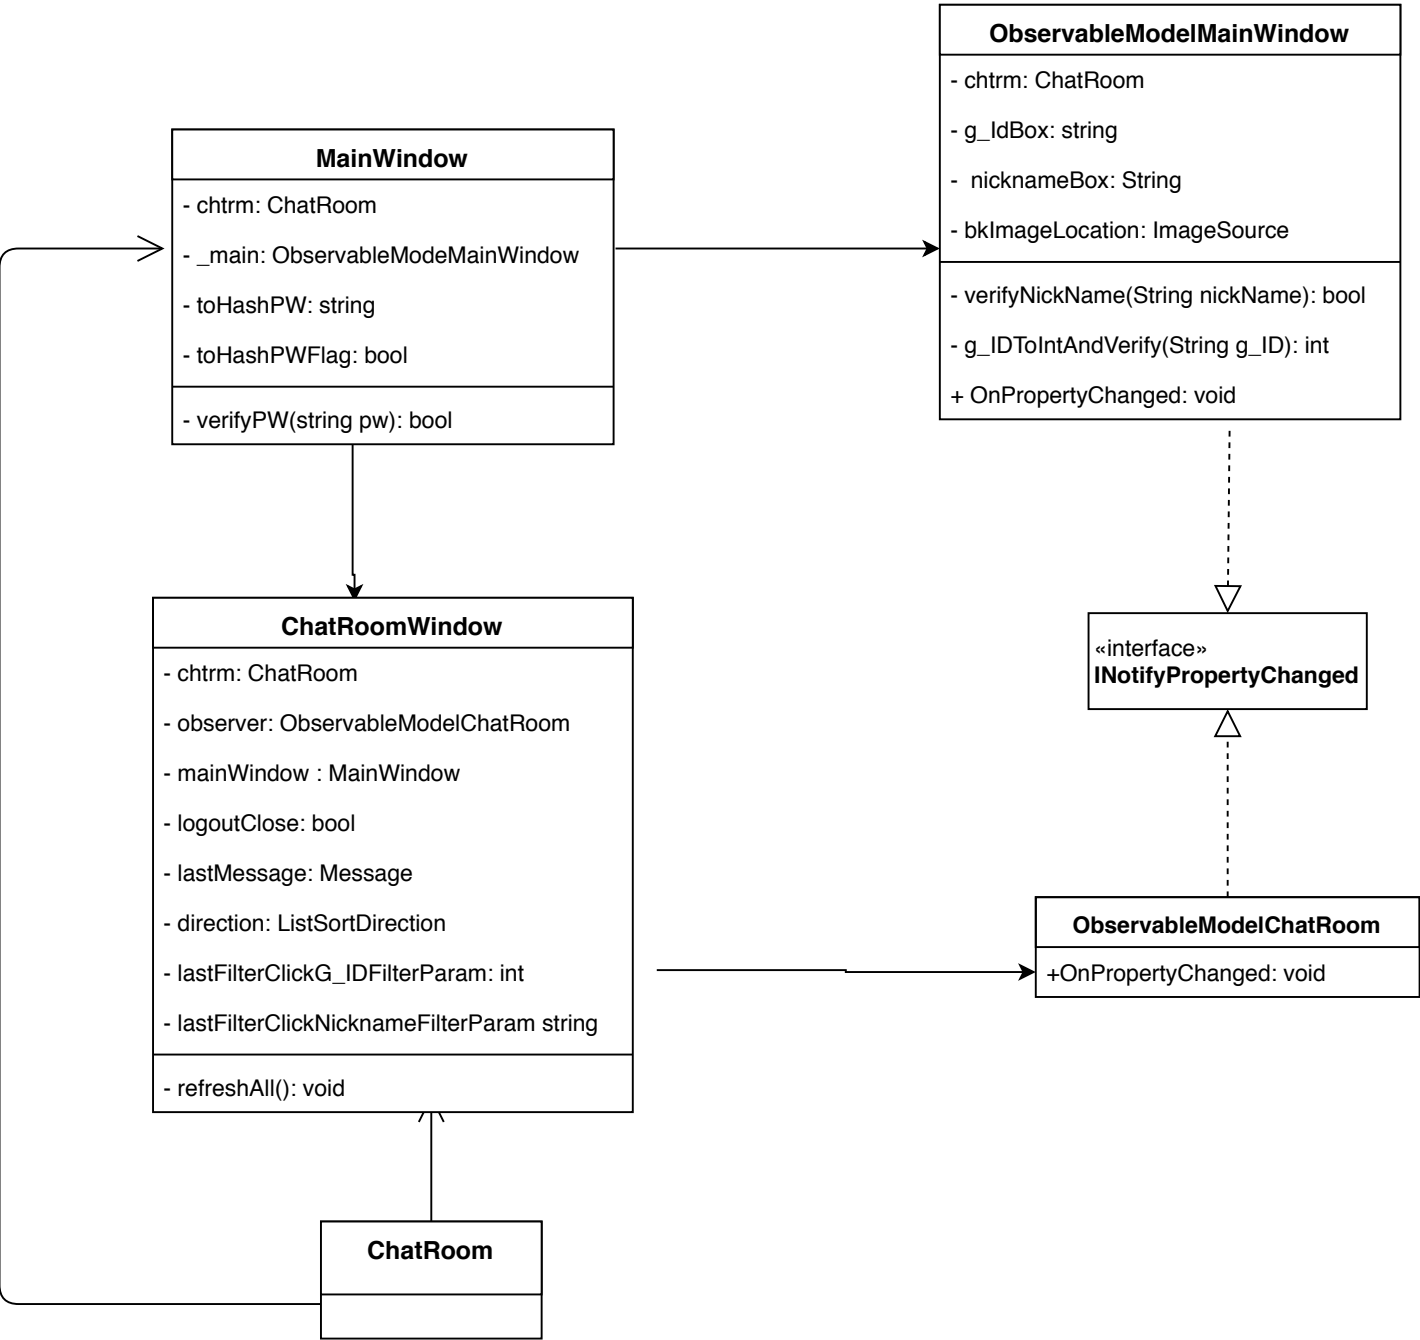 ObservableModelMainWindow
- chtrm: ChatRoom
- g_IdBox: string
-  nicknameBox: String
- bkImageLocation: ImageSource
- verifyNickName(String nickName): bool
- g_IDToIntAndVerify(String g_ID): int
+ OnPropertyChanged: void
MainWindow
- chtrm: ChatRoom
- _main: ObservableModeMainWindow
- toHashPW: string
- toHashPWFlag: bool
- verifyPW(string pw): bool
ChatRoomWindow
- chtrm: ChatRoom
- observer: ObservableModelChatRoom
- mainWindow : MainWindow
- logoutClose: bool
- lastMessage: Message
- direction: ListSortDirection
- lastFilterClickG_IDFilterParam: int
- lastFilterClickNicknameFilterParam string
- refreshAll(): void
«interface»
INotifyPropertyChanged
ObservableModelChatRoom
+OnPropertyChanged: void
ChatRoom